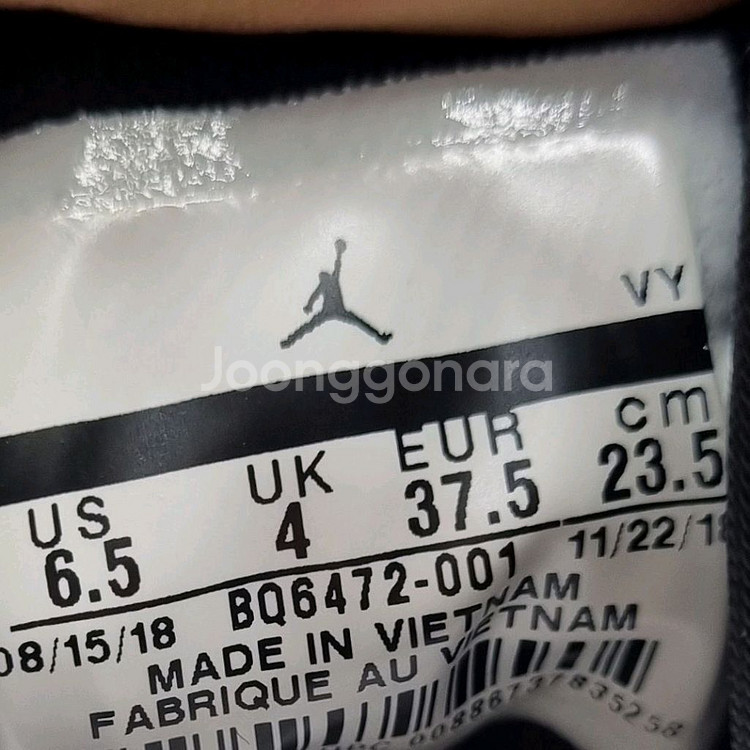 VY
Joonggonara
US UK EUR cm
6.5 4 37.5 23.5
08/15/18 BQ6472-001 11/22/18
MADE IN VIETNAM
FABRIQUE AU VIETNAM